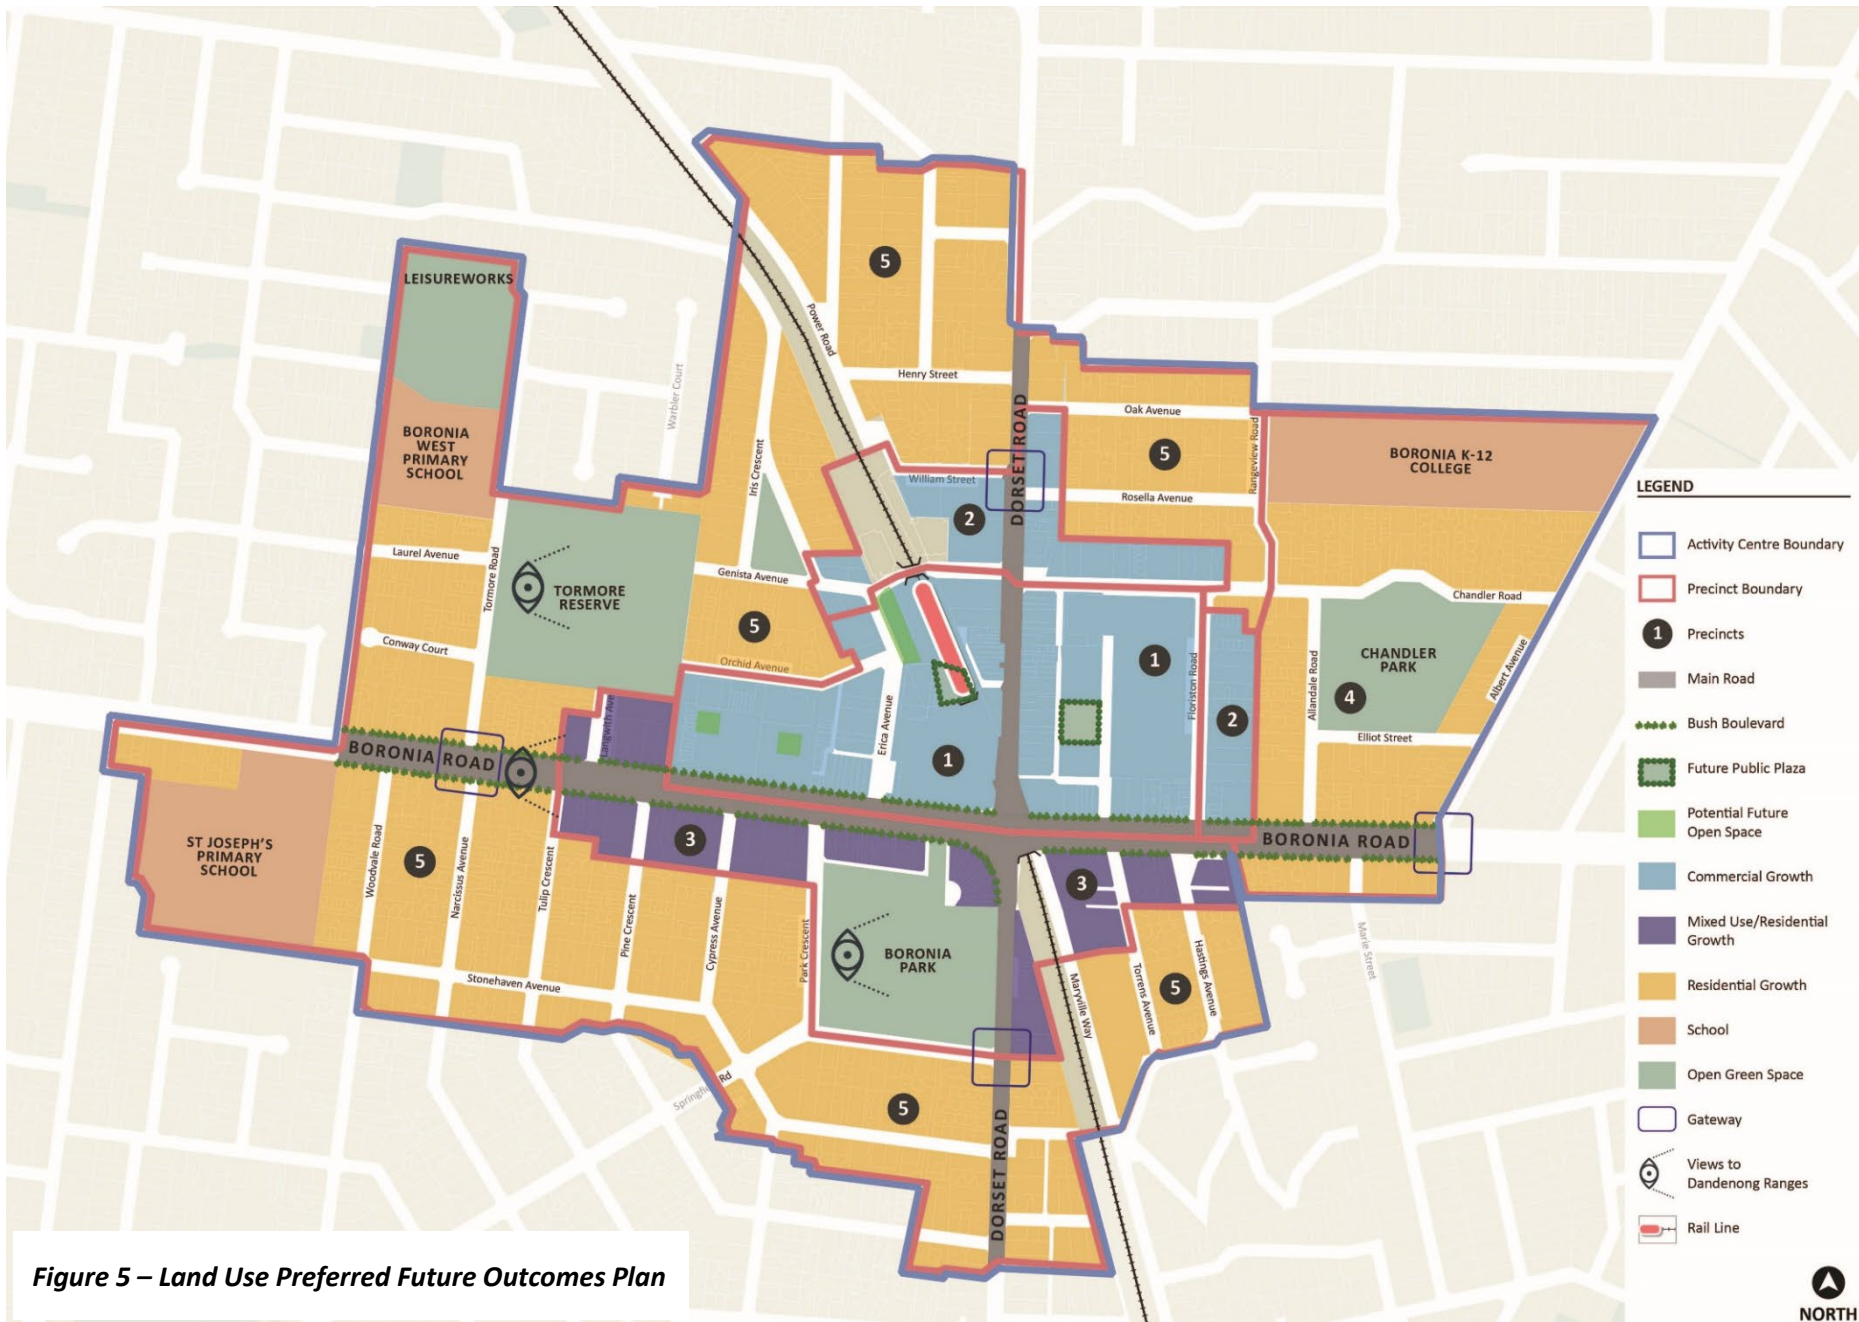 LEISUREWORKS
BORONIA
WEST
PRIMARY
SCHOOL
Warbler Court
Power Road
5
Henry Street
DORSET ROAD
Oak Avenue
5
Rangeview Road
BORONIA K-12
COLLEGE
Iris Crescent
William Street
2
Rosella Avenue
Laurel Avenue
Tormore Road
TORMORE
RESERVE
Genista Avenue
5
Orchid Avenue
Conway Court
Chandler Road
CHANDLER
PARK
4
Allandale Road
Albert Avenue
Elliot Street
1
Floriston Road
2
Erica Avenue
1
Langwith Ave
BORONIA ROAD
BORONIA ROAD
ST JOSEPH'S
PRIMARY
SCHOOL
Woodvale Road
5
Narcissus Avenue
Tulip Crescent
3
Pine Crescent
Cypress Avenue
Park Crescent
BORONIA
PARK
3
Maryville Way
Torrens Avenue
Hastings Avenue
5
Marie Street
Stonehaven Avenue
Springfield Rd
5
DORSET ROAD
LEGEND
Activity Centre Boundary
Precinct Boundary
1 Precincts
Main Road
Bush Boulevard
Future Public Plaza
Potential Future
Open Space
Commercial Growth
Mixed Use/Residential
Growth
Residential Growth
School
Open Green Space
Gateway
Views to
Dandenong Ranges
Rail Line
NORTH
Figure 5 – Land Use Preferred Future Outcomes Plan